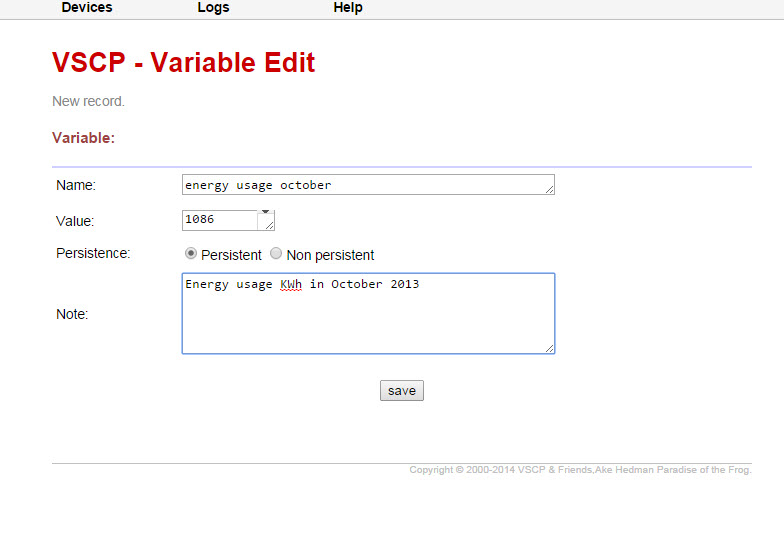 Devices Logs Help
VSCP - Variable Edit
New record.
Variable:
Name: energy usage october
Value: 1086
Persistence: Persistent Non persistent
Energy usage KWh in October 2013
Note:
save
Copyright © 2000-2014 VSCP & Friends,Ake Hedman Paradise of the Frog.